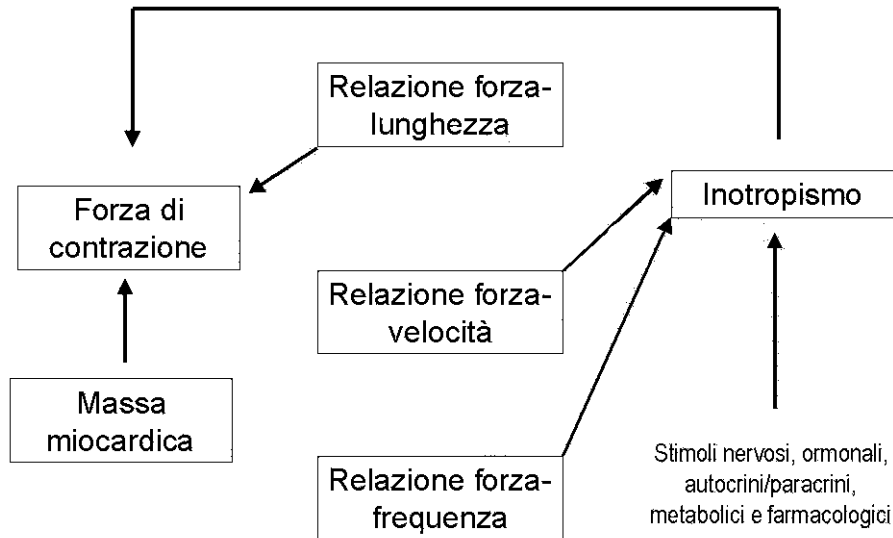 Relazione forza-
lunghezza
Forza di
contrazione
Inotropismo
Relazione forza-
velocità
Massa
miocardica
Relazione forza-
frequenza
Stimoli nervosi, ormonali,
autocrini/paracrini,
metabolici e farmacologici